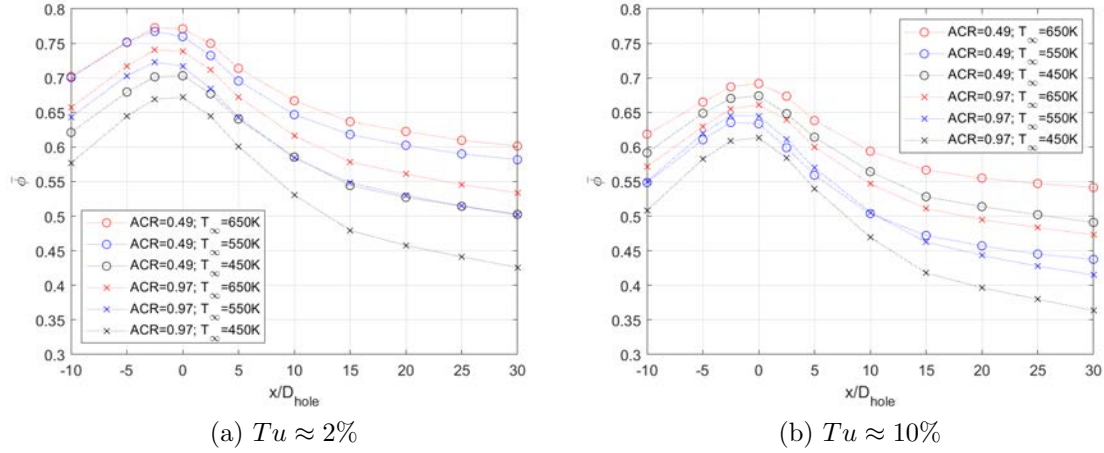 0.8
0.75
0.7
0.65
0.6
0.55
0.5
0.45
0.4
0.35
0.3
ϕ̄
ACR=0.49; T∞=650K
ACR=0.49; T∞=550K
ACR=0.49; T∞=450K
ACR=0.97; T∞=650K
ACR=0.97; T∞=550K
ACR=0.97; T∞=450K
-10 -5 0 5 10 15 20 25 30
x/D_hole
(a) Tu ≈ 2%
0.8
0.75
0.7
0.65
0.6
0.55
0.5
0.45
0.4
0.35
0.3
ϕ̄
ACR=0.49; T∞=650K
ACR=0.49; T∞=550K
ACR=0.49; T∞=450K
ACR=0.97; T∞=650K
ACR=0.97; T∞=550K
ACR=0.97; T∞=450K
-10 -5 0 5 10 15 20 25 30
x/D_hole
(b) Tu ≈ 10%